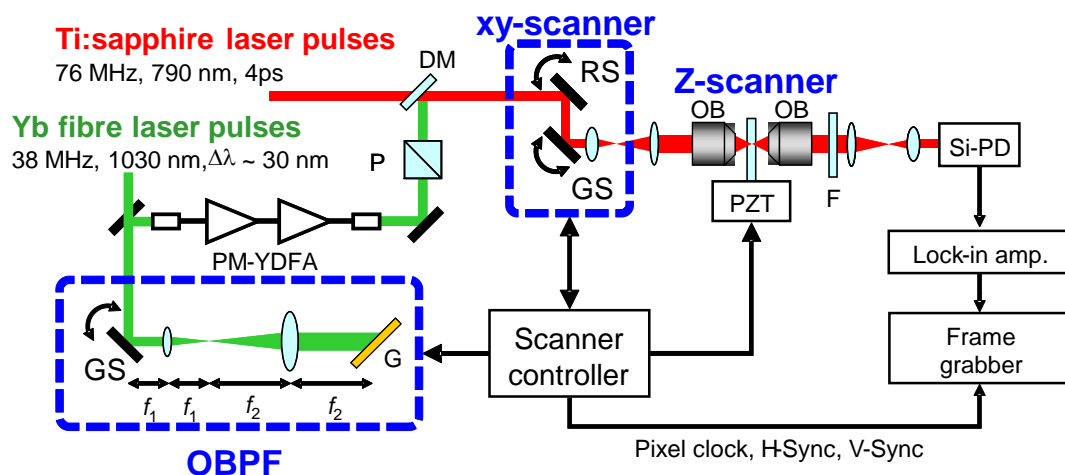 Ti:sapphire laser pulses
76 MHz, 790 nm, 4ps
Yb fibre laser pulses
38 MHz, 1030 nm,Δλ ~ 30 nm
DM
P
PM-YDFA
xy-scanner
RS
GS
Z-scanner
OB
OB
PZT
F
Si-PD
Lock-in amp.
Frame
grabber
Scanner
controller
Pixel clock, H-Sync, V-Sync
GS
G
f1
f1
f2
f2
OBPF